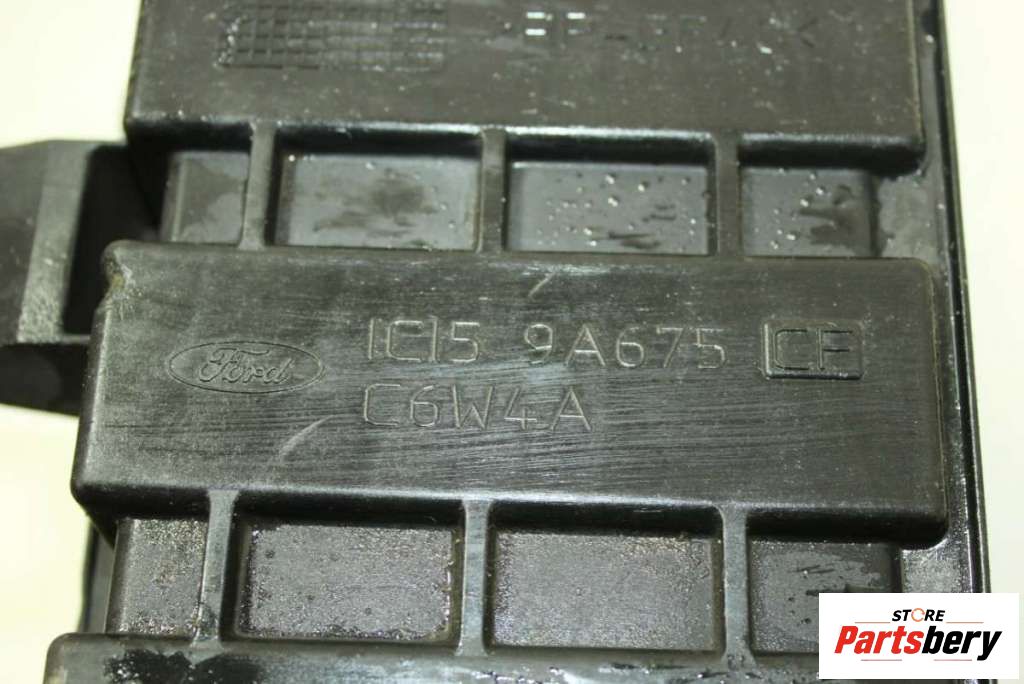 Ford
1C15 9A675 CF
C6W4A
STORE
Partsbery